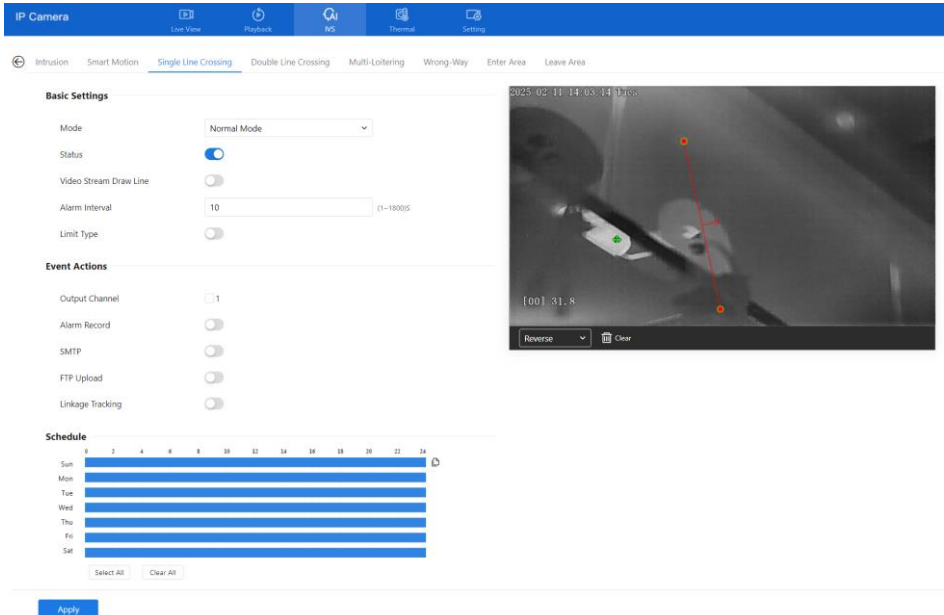 IP Camera
Live View Playback IVS Thermal Setting
Intrusion Smart Motion Single Line Crossing Double Line Crossing Multi-Loitering Wrong-Way Enter Area Leave Area
Basic Settings
Mode Normal Mode
Status
Video Stream Draw Line
Alarm Interval 10 (1~1800)S
Limit Type
Event Actions
Output Channel 1
Alarm Record
SMTP
FTP Upload
Linkage Tracking
Schedule
0 2 4 6 8 10 12 14 16 18 20 22 24
Sun
Mon
Tue
Wed
Thu
Fri
Sat
Select All Clear All
Apply
2025-02-11 14:03:14 Tues
[00] 31.8
Reverse Clear